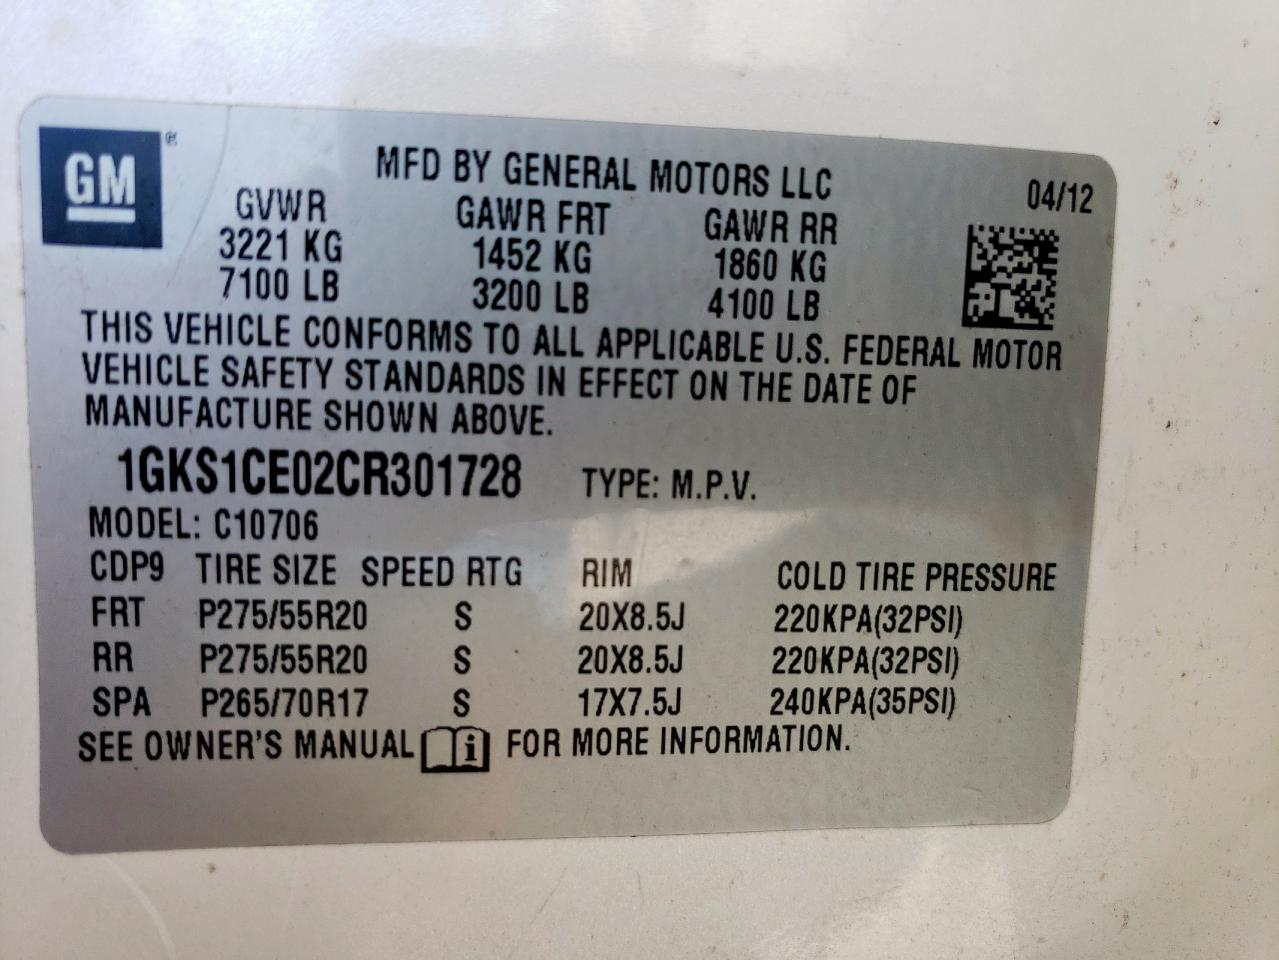 GM ®
MFD BY GENERAL MOTORS LLC 04/12
GVWR GAWR FRT GAWR RR
3221 KG 1452 KG 1860 KG
7100 LB 3200 LB 4100 LB
THIS VEHICLE CONFORMS TO ALL APPLICABLE U.S. FEDERAL MOTOR
VEHICLE SAFETY STANDARDS IN EFFECT ON THE DATE OF
MANUFACTURE SHOWN ABOVE.
1GKS1CE02CR301728 TYPE: M.P.V.
MODEL: C10706
CDP9 TIRE SIZE SPEED RTG RIM COLD TIRE PRESSURE
FRT P275/55R20 S 20X8.5J 220KPA(32PSI)
RR P275/55R20 S 20X8.5J 220KPA(32PSI)
SPA P265/70R17 S 17X7.5J 240KPA(35PSI)
SEE OWNER'S MANUAL i FOR MORE INFORMATION.